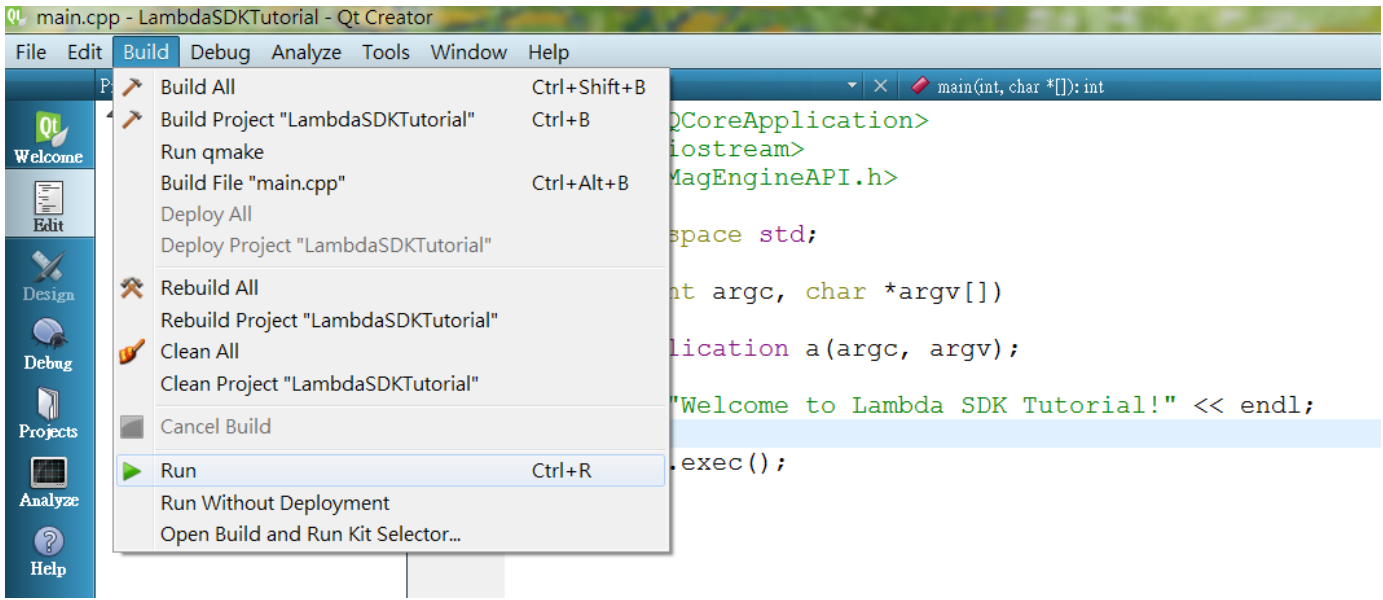 main.cpp - LambdaSDKTutorial - Qt Creator
File Edit Build Debug Analyze Tools Window Help
main(int, char *[]): int
Welcome
Edit
Design
Debug
Projects
Analyze
Help
Build All Ctrl+Shift+B
Build Project "LambdaSDKTutorial" Ctrl+B
Run qmake
Build File "main.cpp" Ctrl+Alt+B
Deploy All
Deploy Project "LambdaSDKTutorial"
Rebuild All
Rebuild Project "LambdaSDKTutorial"
Clean All
Clean Project "LambdaSDKTutorial"
Cancel Build
Run Ctrl+R
Run Without Deployment
Open Build and Run Kit Selector...
QCoreApplication>
iostream>
MagEngineAPI.h>
space std;
nt argc, char *argv[])
lication a(argc, argv);
"Welcome to Lambda SDK Tutorial!" << endl;
.exec();